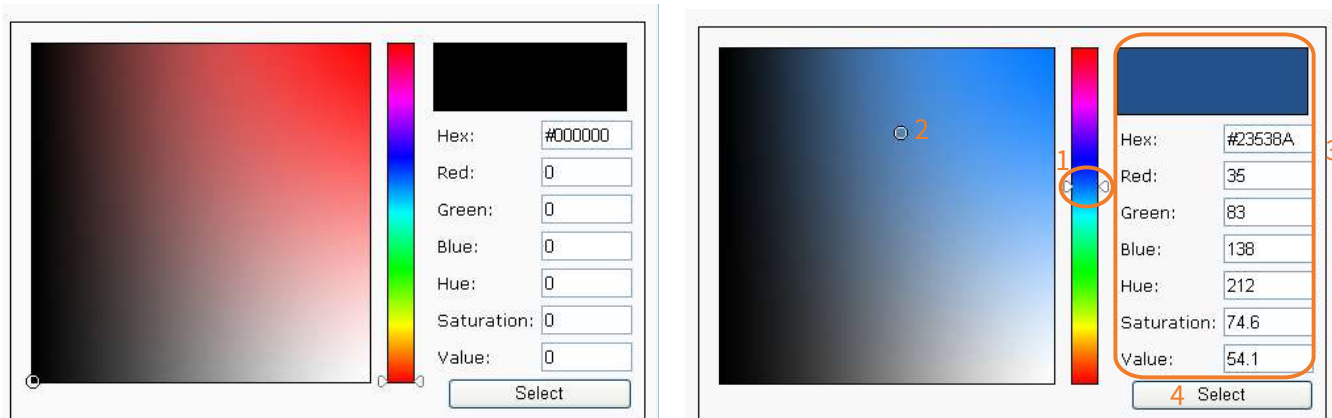 Hex: #000000
Red: 0
Green: 0
Blue: 0
Hue: 0
Saturation: 0
Value: 0
Select
1
2
3
Hex: #23538A
Red: 35
Green: 83
Blue: 138
Hue: 212
Saturation: 74.6
Value: 54.1
4 Select